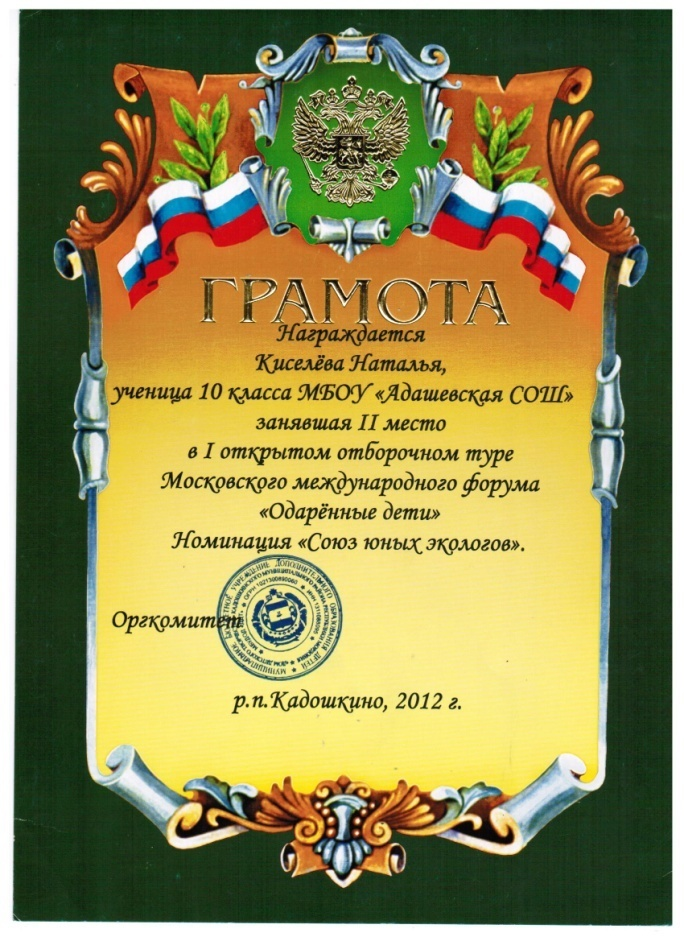 ГРАМОТА
Награждается
Киселёва Наталья,
ученица 10 класса МБОУ «Адашевская СОШ»
занявшая II место
в I открытом отборочном туре
Московского международного форума
«Одарённые дети»
Номинация «Союз юных экологов».
Оргкомитет
р.п.Кадошкино, 2012 г.